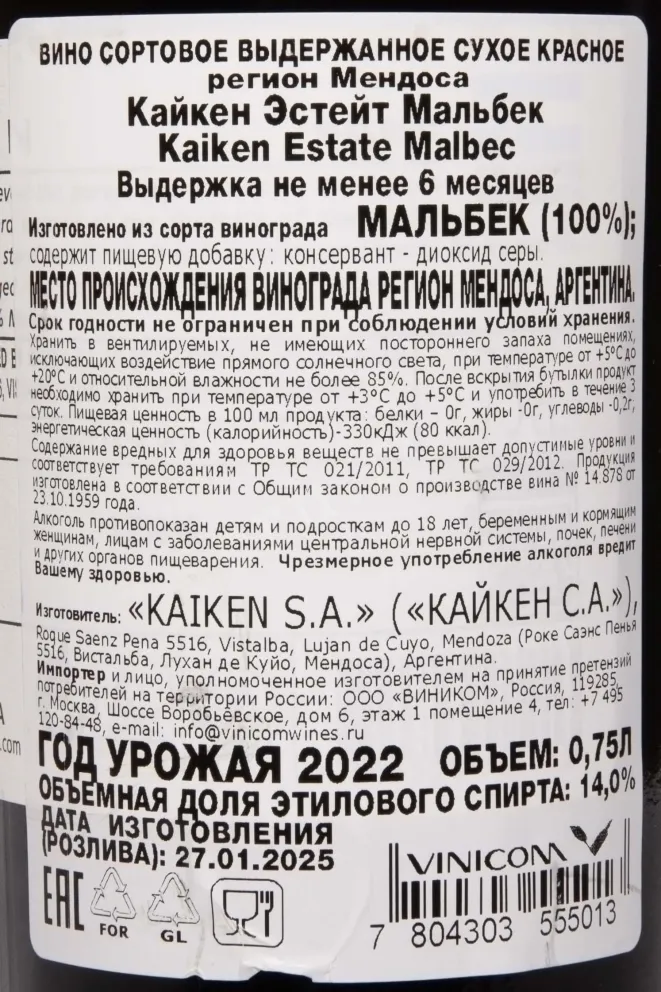 ВИНО СОРТОВОЕ ВЫДЕРЖАННОЕ СУХОЕ КРАСНОЕ
регион Мендоса
Кайкен Эстейт Мальбек
Kaiken Estate Malbec
Выдержка не менее 6 месяцев
Изготовлено из сорта винограда МАЛЬБЕК (100%);
содержит пищевую добавку: консервант - диоксид серы.
МЕСТО ПРОИСХОЖДЕНИЯ ВИНОГРАДА РЕГИОН МЕНДОСА, АРГЕНТИНА.
Срок годности не ограничен при соблюдении условий хранения.
Хранить в вентилируемых, не имеющих постороннего запаха помещениях,
исключающих воздействие прямого солнечного света, при температуре от +5°C до
+20°C и относительной влажности не более 85%. После вскрытия бутылки продукт
необходимо хранить при температуре от +3°C до +5°C и употребить в течение 3
суток. Пищевая ценность в 100 мл продукта: белки – 0г, жиры -0г, углеводы -0,2г,
энергетическая ценность (калорийность)-330кДж (80 ккал).
Содержание вредных для здоровья веществ не превышает допустимые уровни и
соответствует требованиям ТР ТС 021/2011, ТР ТС 029/2012. Продукция
изготовлена в соответствии с Общим законом о производстве вина № 14.878 от
23.10.1959 года.
Алкоголь противопоказан детям и подросткам до 18 лет, беременным и кормящим
женщинам, лицам с заболеваниями центральной нервной системы, почек, печени
и других органов пищеварения. Чрезмерное употребление алкоголя вредит
Вашему здоровью.
Изготовитель: «KAIKEN S.A.» («КАЙКЕН С.А.»),
Roque Saenz Pena 5516, Vistalba, Lujan de Cuyo, Mendoza (Роке Саэнс Пенья
5516, Вистальба, Лухан де Куйо, Мендоса), Аргентина.
Импортер и лицо, уполномоченное изготовителем на принятие претензий
потребителей на территории России: ООО «ВИНИКОМ», Россия, 119285,
г. Москва, Шоссе Воробьёвское, дом 6, этаж 1 помещение 4, тел: +7 495
120-84-48, e-mail: info@vinicomwines.ru
ГОД УРОЖАЯ 2022 ОБЪЕМ: 0,75Л
ОБЪЕМНАЯ ДОЛЯ ЭТИЛОВОГО СПИРТА: 14,0%
ДАТА ИЗГОТОВЛЕНИЯ
(РОЗЛИВА): 27.01.2025
EAC
FOR
GL
VINICOM
7 804303 555013
.com